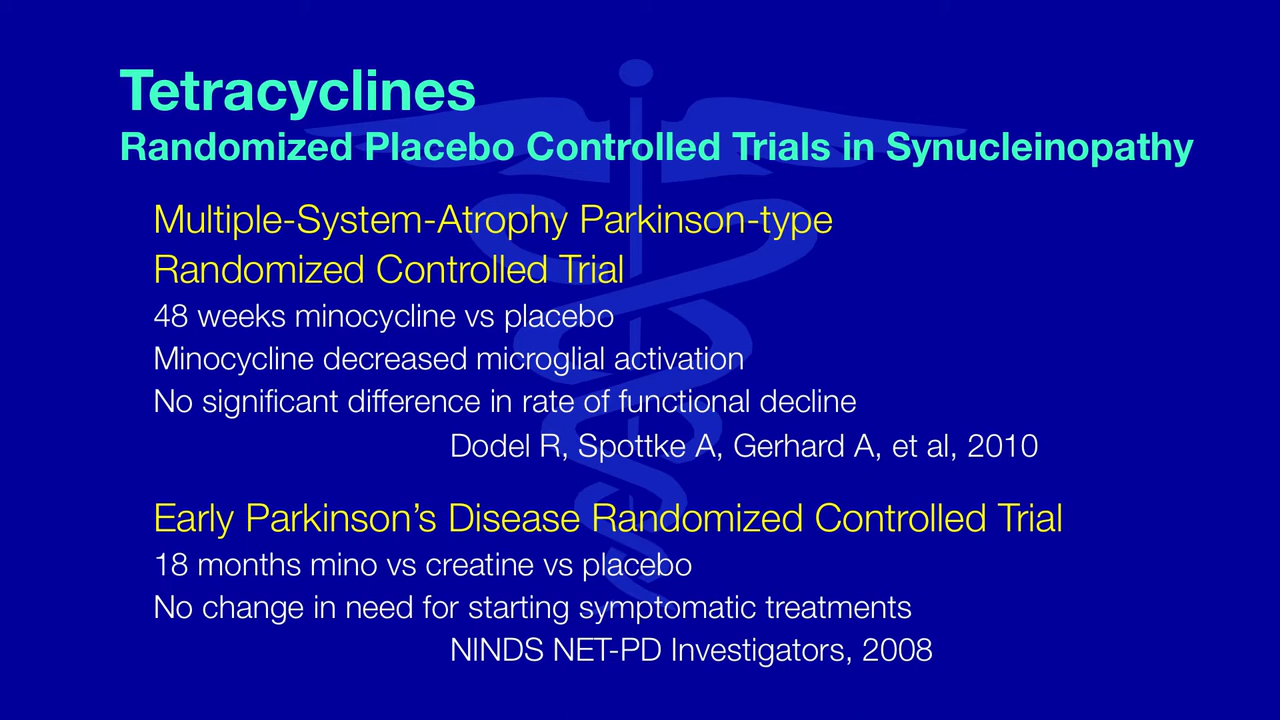 Tetracyclines
Randomized Placebo Controlled Trials in Synucleinopathy
Multiple-System-Atrophy Parkinson-type
Randomized Controlled Trial
48 weeks minocycline vs placebo
Minocycline decreased microglial activation
No significant difference in rate of functional decline
Dodel R, Spottke A, Gerhard A, et al, 2010
Early Parkinson’s Disease Randomized Controlled Trial
18 months mino vs creatine vs placebo
No change in need for starting symptomatic treatments
NINDS NET-PD Investigators, 2008